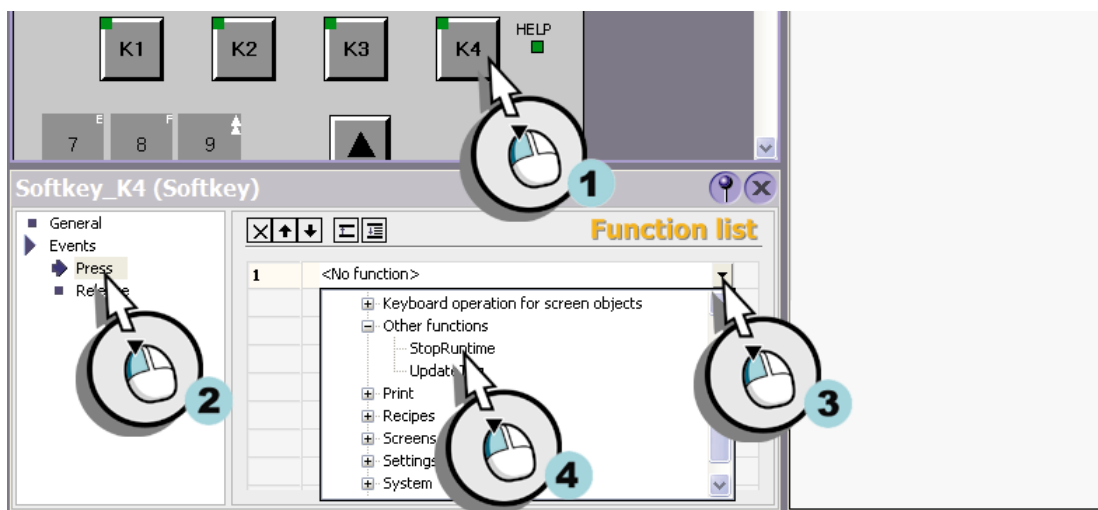 HELP
K1 K2 K3 K4
E F
7 8 9
1
Softkey_K4 (Softkey)
General
Events
Press
Function list
1 <No function>
Keyboard operation for screen objects
Other functions
StopRuntime
Print
Recipes
Screens
Settings
System
2
3
4